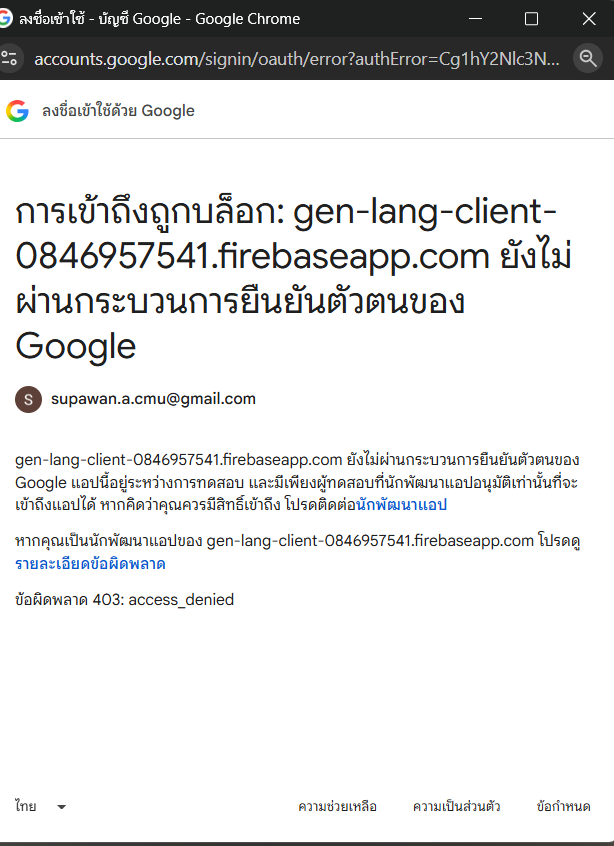 ลงชื่อเข้าใช้ - บัญชี Google - Google Chrome
accounts.google.com/signin/oauth/error?authError=Cg1hY2Nlc3N...
ลงชื่อเข้าใช้ด้วย Google
การเข้าถึงถูกบล็อก: gen-lang-client-
0846957541.firebaseapp.com ยังไม่
ผ่านกระบวนการยืนยันตัวตนของ
Google
S supawan.a.cmu@gmail.com
gen-lang-client-0846957541.firebaseapp.com ยังไม่ผ่านกระบวนการยืนยันตัวตนของ
Google แอปนี้อยู่ระหว่างการทดสอบ และมีเพียงผู้ทดสอบที่นักพัฒนาแอปอนุมัติเท่านั้นที่จะ
เข้าถึงแอปได้ หากคิดว่าคุณควรมีสิทธิ์เข้าถึง โปรดติดต่อนักพัฒนาแอป
หากคุณเป็นนักพัฒนาแอปของ gen-lang-client-0846957541.firebaseapp.com โปรดดู
รายละเอียดข้อผิดพลาด
ข้อผิดพลาด 403: access_denied
ไทย ความช่วยเหลือ ความเป็นส่วนตัว ข้อกำหนด